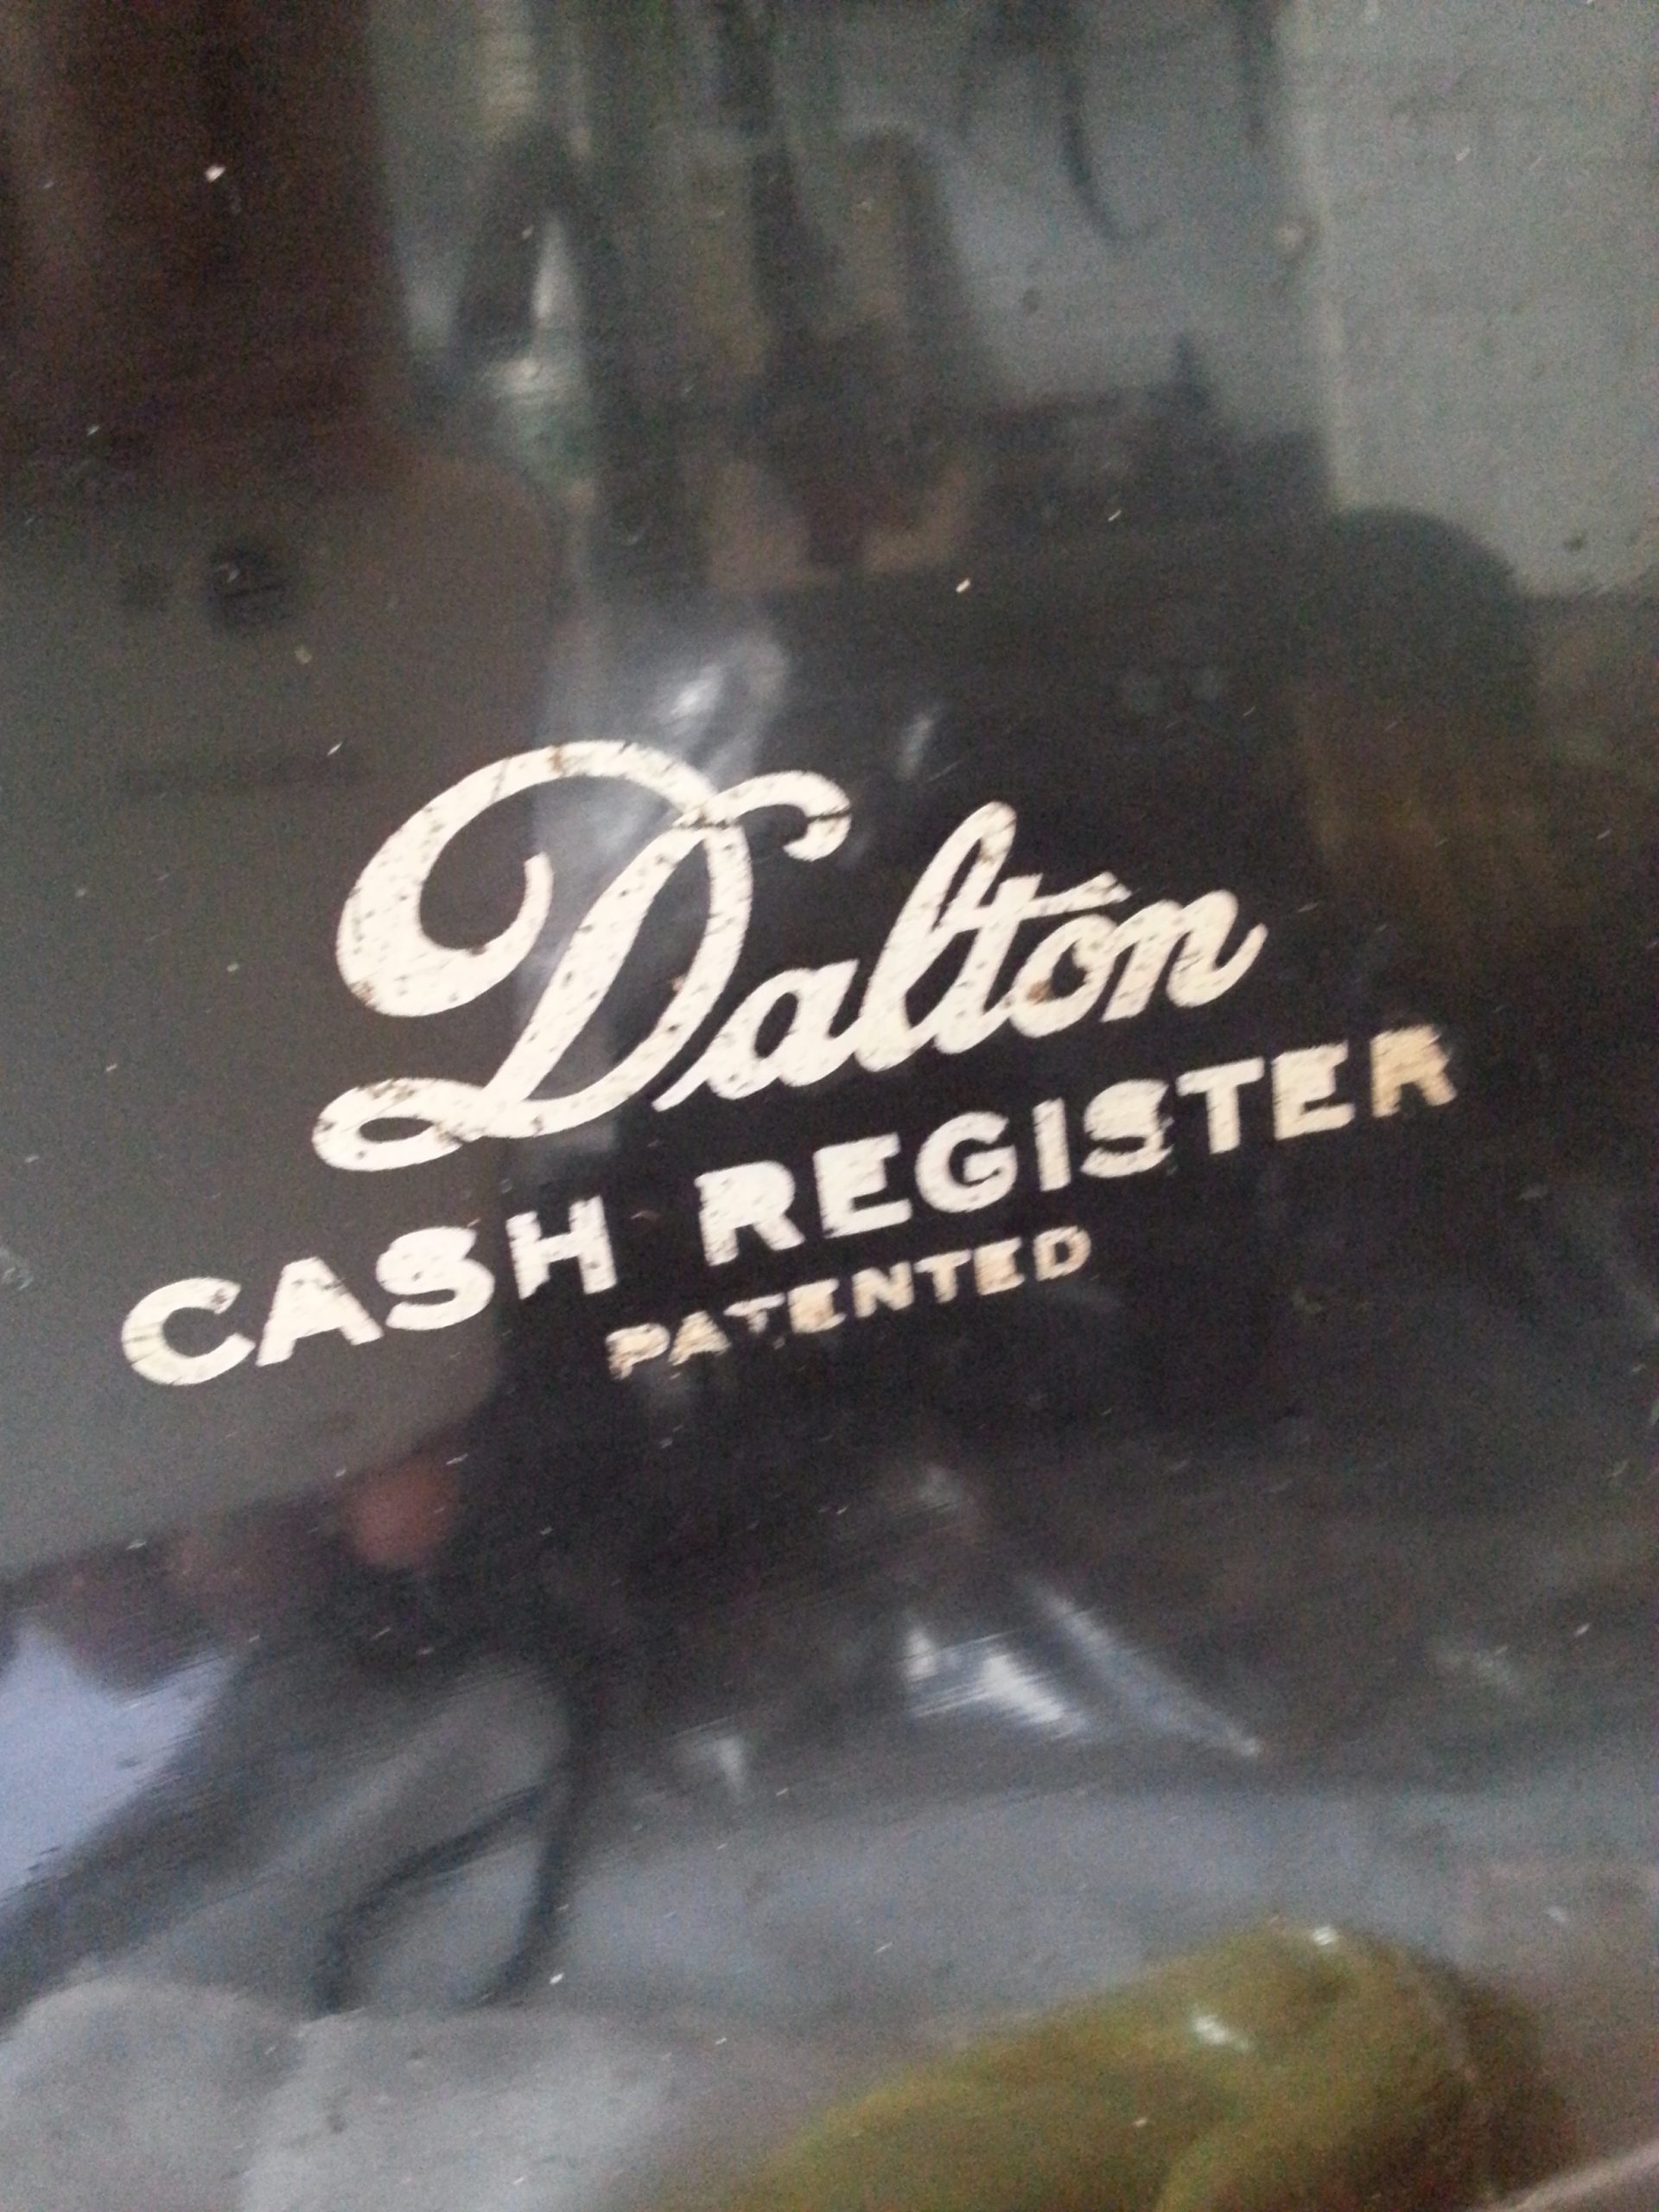 Dalton
CASH REGISTER
PATENTED